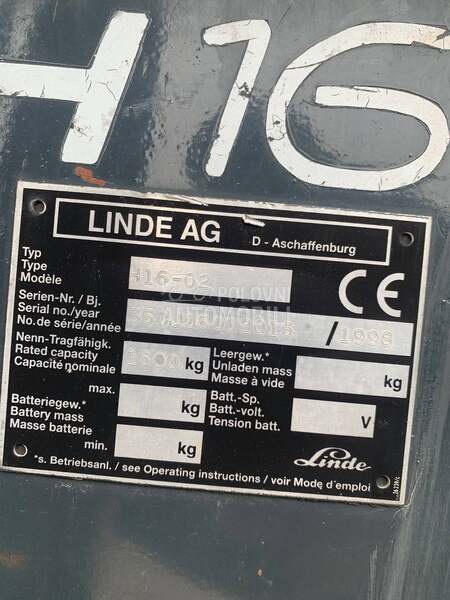 H16
LINDE AG D - Aschaffenburg
Typ
Type
Modèle
H16-02
Serien-Nr. / Bj.
Serial no./year
No.de série/année
/ 1998
POLOVNI
AUTOMOBILI
Nenn-Tragfähigk.
Rated capacity
Capacité nominale
1600 kg
Leergew.*
Unladen mass
Masse à vide
kg
max.
Batteriegew.*
Battery mass
Masse batterie
min.
kg
kg
Batt.-Sp.
Batt.-volt.
Tension batt.
V
CE
Linde
*s. Betriebsanl. / see Operating instructions / voir Mode d'emploi